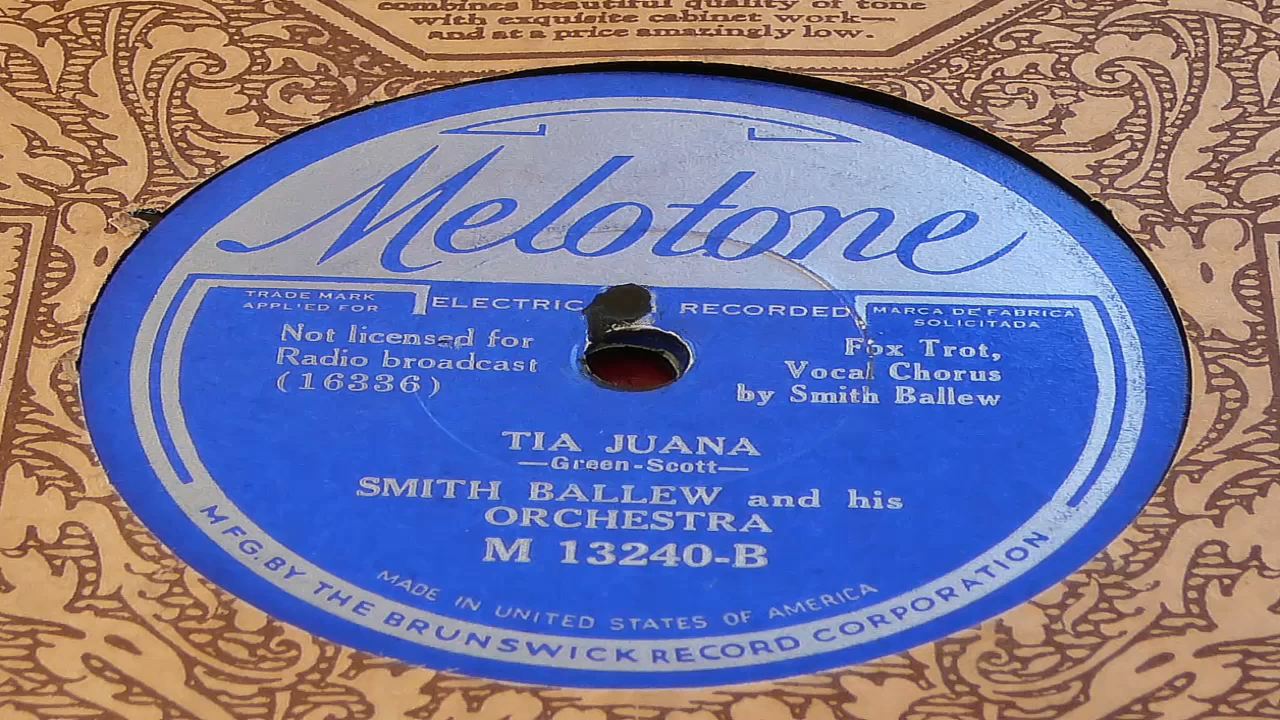 combines beautiful quality of tone
with exquisite cabinet work—
and at a price amazingly low.
Melotone
TRADE MARK
APPLIED FOR
ELECTRIC
RECORDED
MARCA DE FABRICA
SOLICITADA
Not licensed for
Radio broadcast
(16336)
Fox Trot,
Vocal Chorus
by Smith Ballew
TIA JUANA
—Green-Scott—
SMITH BALLEW and his
ORCHESTRA
M 13240-B
MADE IN UNITED STATES OF AMERICA
MFG. BY THE BRUNSWICK RECORD CORPORATION